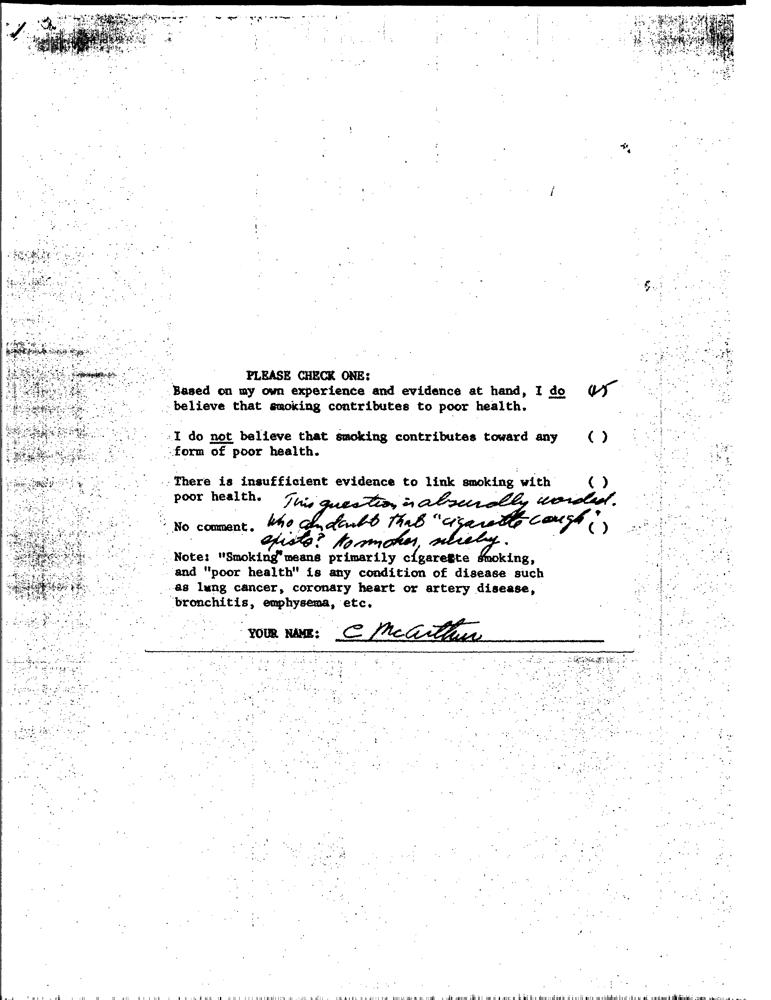 PLEASE CHECK ONE:
Based on my own experience and evidence at hand, I do (✓)
believe that smoking contributes to poor health.
I do not believe that smoking contributes toward any ( )
form of poor health.
There is insufficient evidence to link smoking with ( )
poor health. This question is absurdly worded.
No comment. Who can doubt that "cigarette cough" ( )
exists? No smoker, surely.
Note: "Smoking" means primarily cigarette smoking,
and "poor health" is any condition of disease such
as lung cancer, coronary heart or artery disease,
bronchitis, emphysema, etc.
YOUR NAME: C McArthur